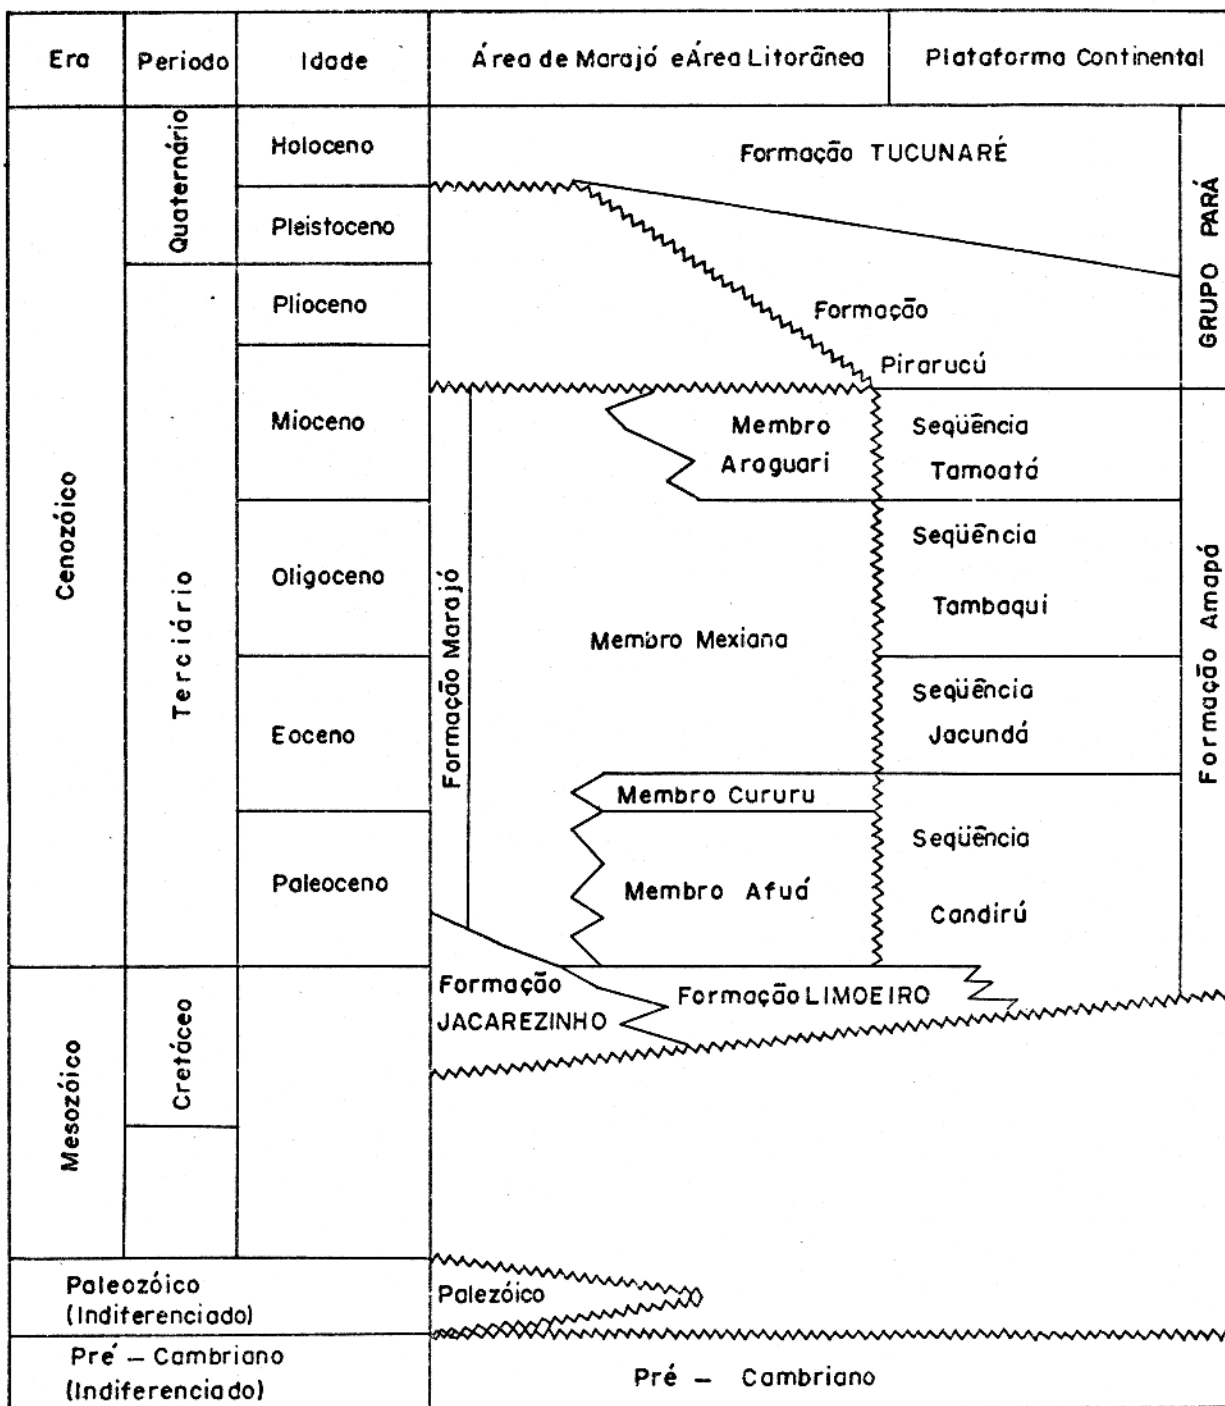 Era
Periodo
Idade
Área de Marajó e Área Litorânea
Plataforma Continental
Cenozóico
Quaternário
Holoceno
Formação TUCUNARÉ
GRUPO PARÁ
Pleistoceno
Terciário
Plioceno
Formação
Pirarucú
Mioceno
Formação Marajó
Membro
Araguari
Seqüência
Tamoatá
Formação Amapá
Oligoceno
Membro Mexiana
Seqüência
Tambaqui
Eoceno
Seqüência
Jacundá
Membro Cururu
Paleoceno
Membro Afuá
Seqüência
Candirú
Mesozóico
Cretáceo
Formação
JACAREZINHO
Formação LIMOEIRO
Paleozóico
(Indiferenciado)
Palezóico
Pré – Cambriano
(Indiferenciado)
Pré – Cambriano